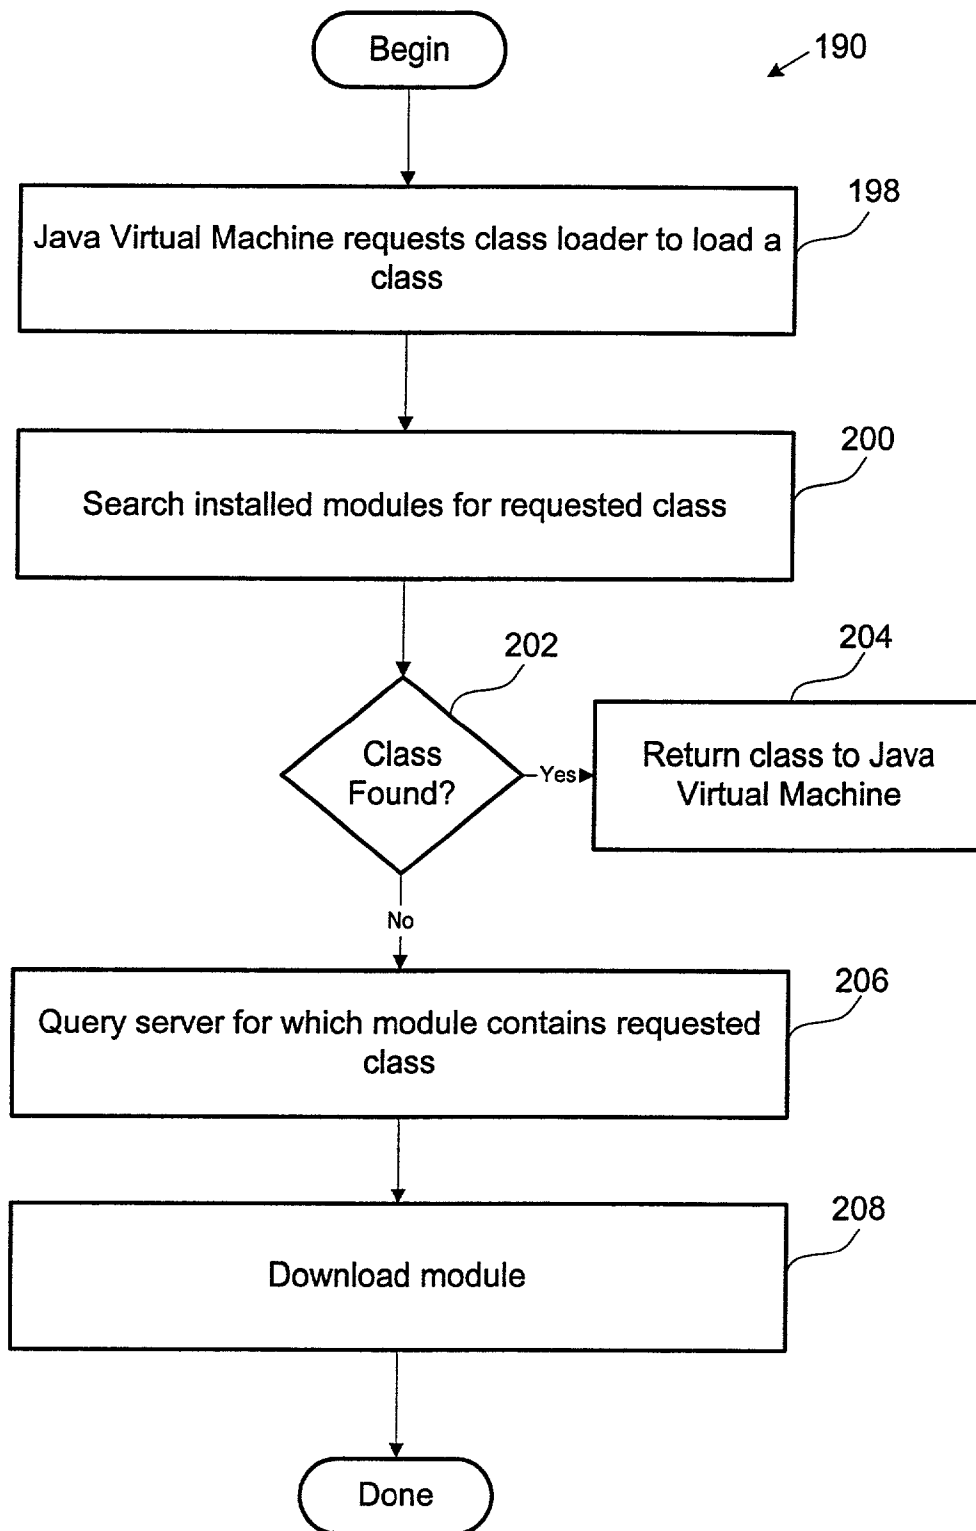 Begin
190
198
Java Virtual Machine requests class loader to load a
class
200
Search installed modules for requested class
202
204
Class
Found?
Yes
Return class to Java
Virtual Machine
No
206
Query server for which module contains requested
class
208
Download module
Done